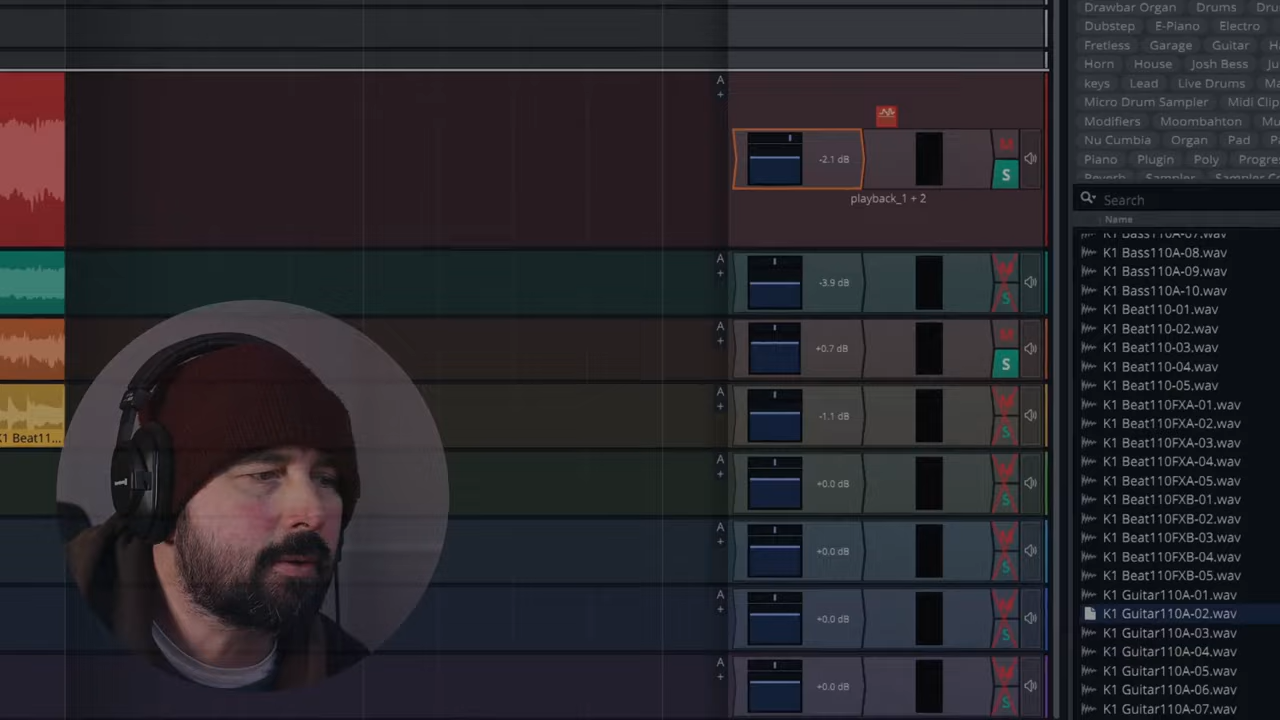 Drawbar Organ Drums
Dubstep E-Piano Electro
Fretless Garage Guitar
Horn House Josh Bess
keys Lead Live Drums
Micro Drum Sampler Midi Clip
Modifiers Moombahton
Nu Cumbia Organ Pad
Piano Plugin Poly
Reverb Sampler
Search
Name
K1 Bass110A-07.wav
K1 Bass110A-08.wav
K1 Bass110A-09.wav
K1 Bass110A-10.wav
K1 Beat110-01.wav
K1 Beat110-02.wav
K1 Beat110-03.wav
K1 Beat110-04.wav
K1 Beat110-05.wav
K1 Beat110FXA-01.wav
K1 Beat110FXA-02.wav
K1 Beat110FXA-03.wav
K1 Beat110FXA-04.wav
K1 Beat110FXA-05.wav
K1 Beat110FXB-01.wav
K1 Beat110FXB-02.wav
K1 Beat110FXB-03.wav
K1 Beat110FXB-04.wav
K1 Beat110FXB-05.wav
K1 Guitar110A-01.wav
K1 Guitar110A-02.wav
K1 Guitar110A-03.wav
K1 Guitar110A-04.wav
K1 Guitar110A-05.wav
K1 Guitar110A-06.wav
K1 Guitar110A-07.wav
A
+
-2.1 dB
M
S
playback_1 + 2
A
+
-3.9 dB
M
S
A
+
+0.7 dB
M
S
K1 Beat11...
A
+
-1.1 dB
M
S
A
+
+0.0 dB
M
S
A
+
+0.0 dB
M
S
A
+
+0.0 dB
M
S
A
+
+0.0 dB
M
S